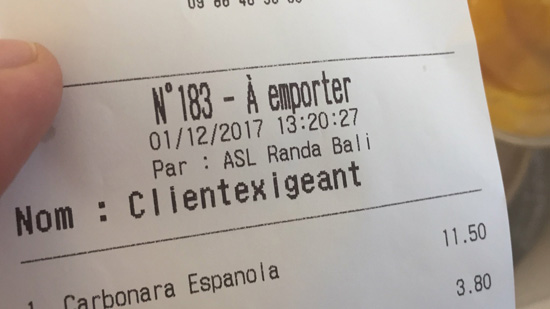 N°183 - À emporter
01/12/2017 13:20:27
Par : ASL Randa Bali
Nom : Clientexigeant
11.50
1 Carbonara Espanola
3.80